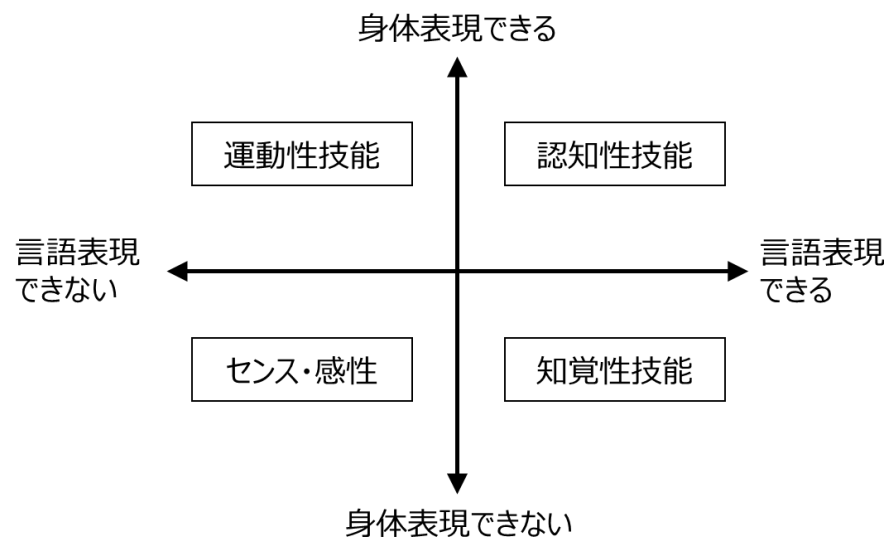 身体表現できる
運動性技能
認知性技能
言語表現
できない
言語表現
できる
センス・感性
知覚性技能
身体表現できない